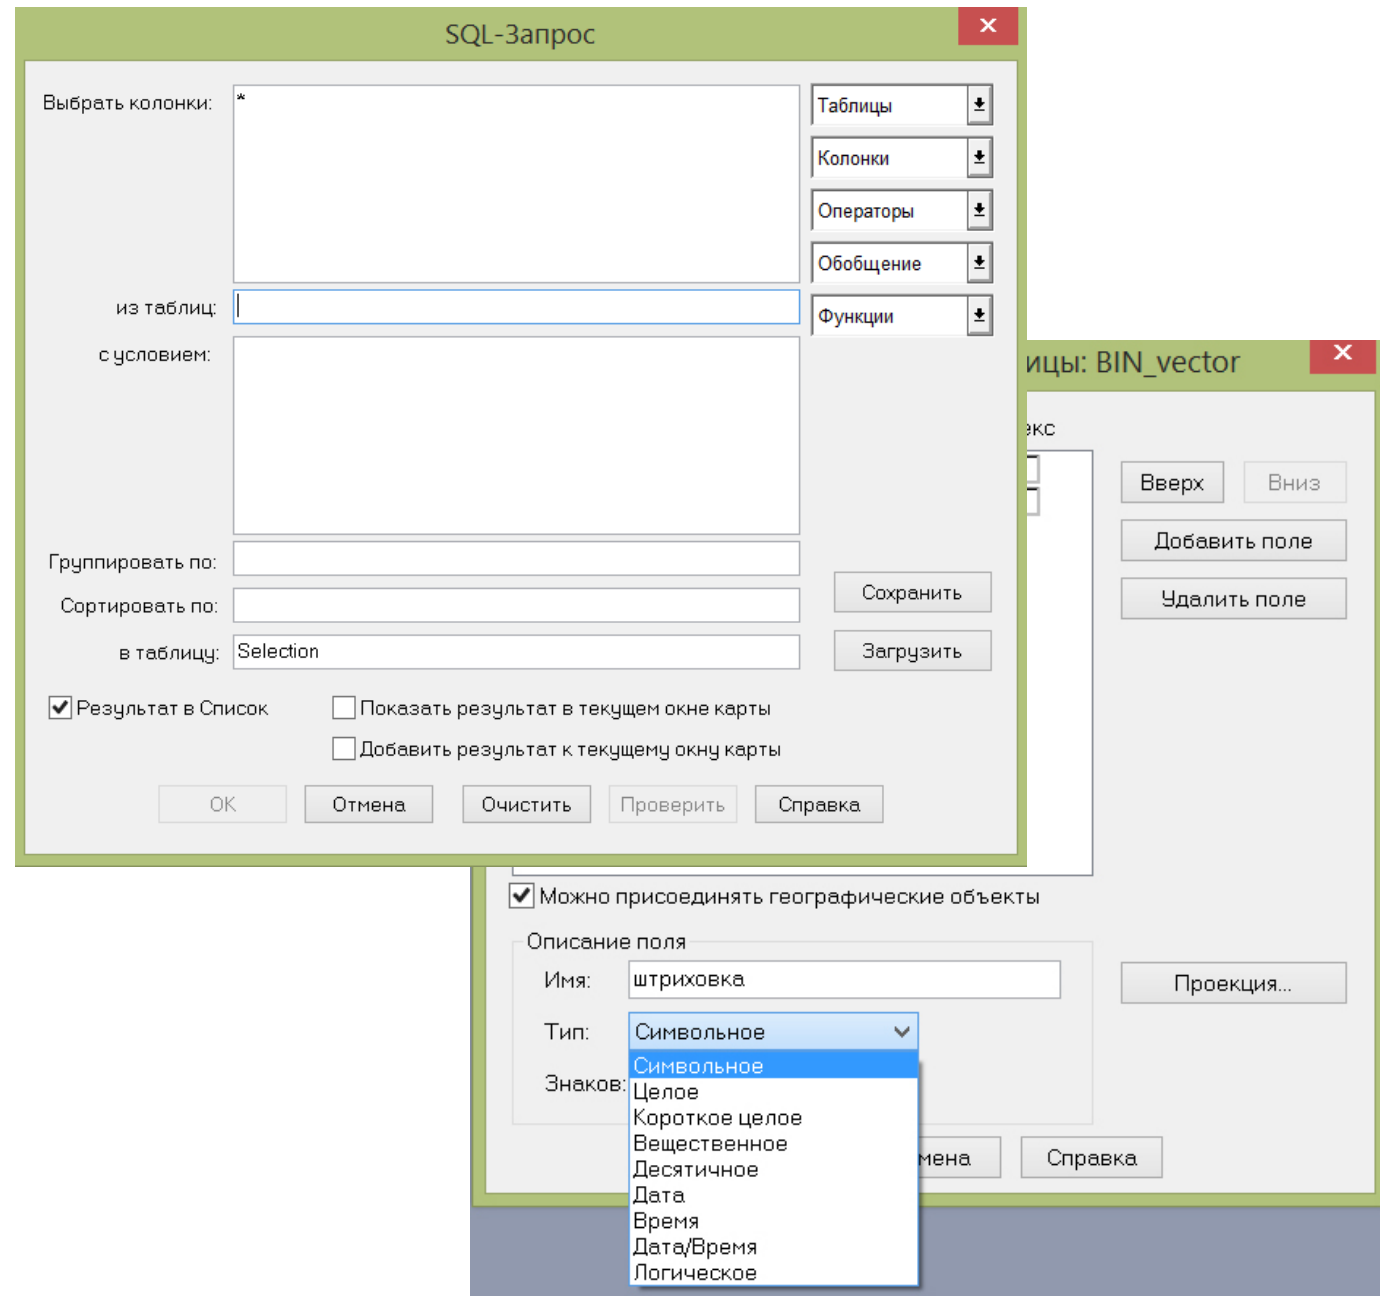 SQL-Запрос
Выбрать колонки:
*
Таблицы
Колонки
Операторы
Обобщение
Функции
из таблиц:
с условием:
Группировать по:
Сортировать по:
в таблицу: Selection
Сохранить
Загрузить
Результат в Список
Показать результат в текущем окне карты
Добавить результат к текущему окну карты
OK Отмена Очистить Проверить Справка
ицы: BIN_vector
екс
Вверх Вниз
Добавить поле
Удалить поле
Можно присоединять географические объекты
Описание поля
Имя: штриховка
Проекция...
Тип: Символьное
Знаков:
Символьное
Целое
Короткое целое
Вещественное
Десятичное
Дата
Время
Дата/Время
Логическое
мена Справка